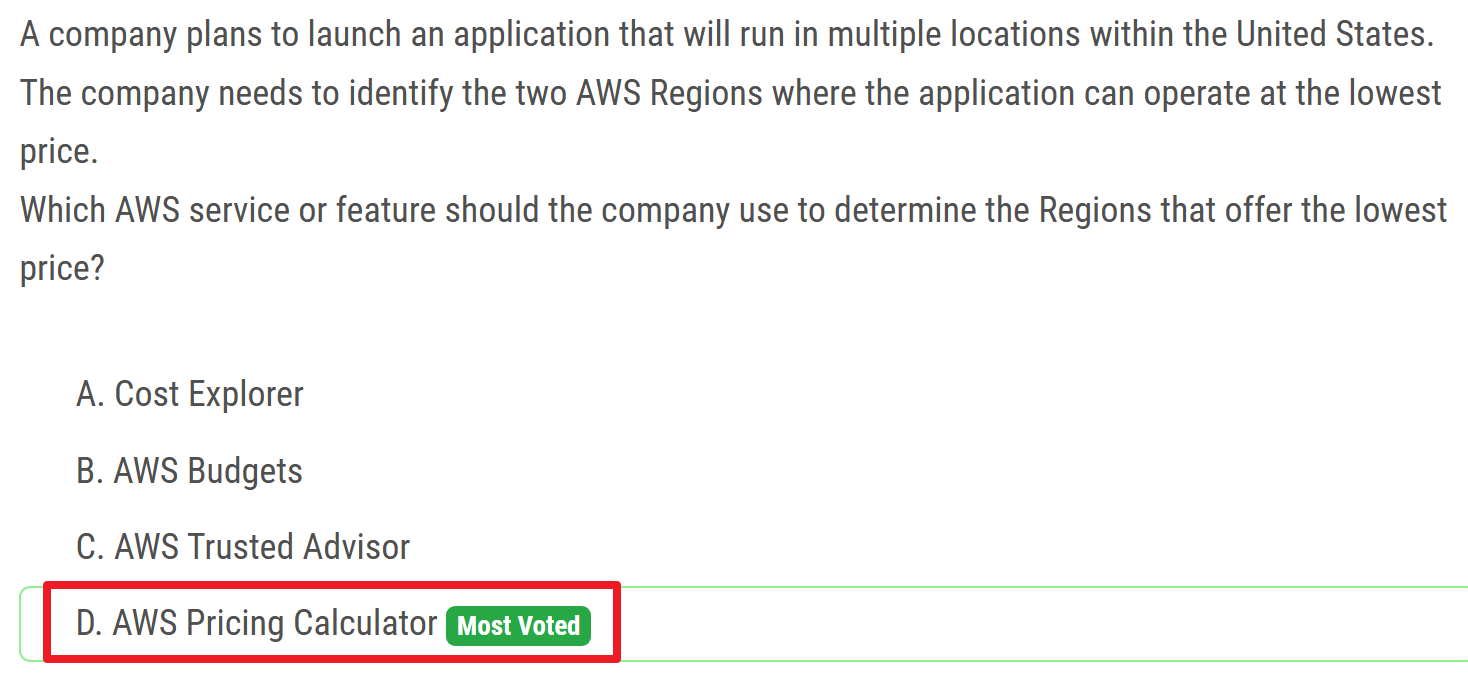 A company plans to launch an application that will run in multiple locations within the United States.
The company needs to identify the two AWS Regions where the application can operate at the lowest
price.
Which AWS service or feature should the company use to determine the Regions that offer the lowest
price?
A. Cost Explorer
B. AWS Budgets
C. AWS Trusted Advisor
D. AWS Pricing Calculator Most Voted